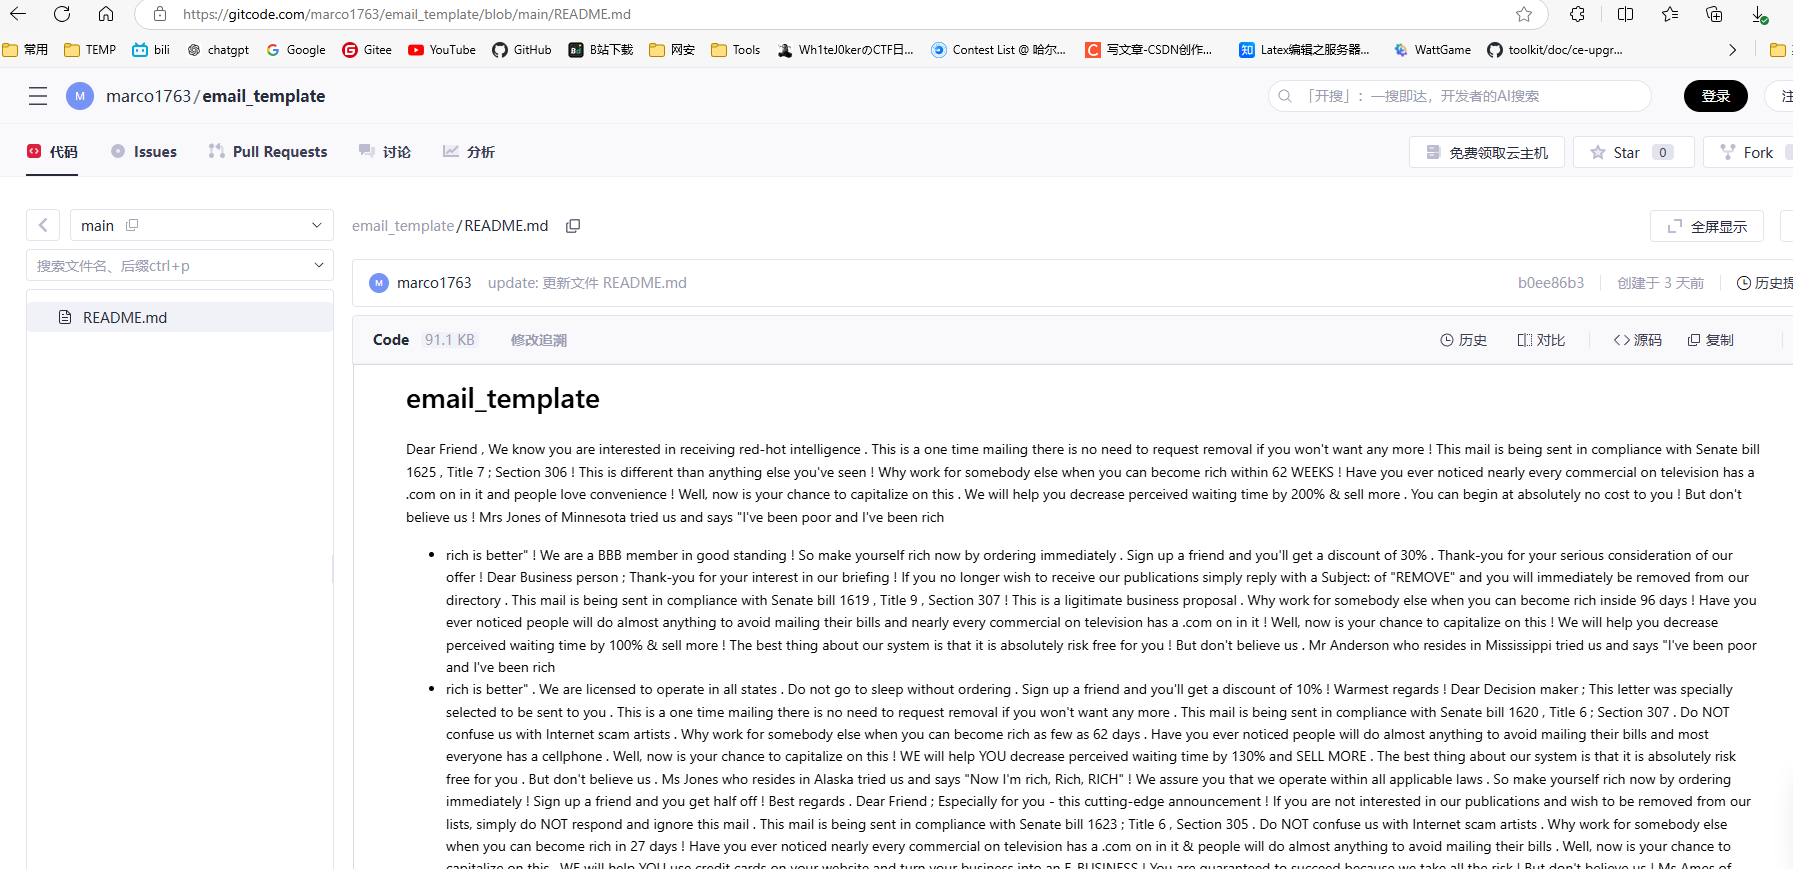 https://gitcode.com/marco1763/email_template/blob/main/README.md
常用 TEMP bili chatgpt Google Gitee YouTube GitHub B站下载 网安 Tools Wh1teJ0kerのCTF日... Contest List @ 哈尔... 写文章-CSDN创作... Latex编辑之服务器... WattGame toolkit/doc/ce-upgr...
M marco1763/email_template 「开搜」：一搜即达，开发者的AI搜索 登录 注
代码 Issues Pull Requests 讨论 分析 免费领取云主机 Star 0 Fork
main email_template/README.md 全屏显示
搜索文件名、后缀ctrl+p
M marco1763 update: 更新文件 README.md b0ee86b3 创建于 3 天前 历史提
README.md
Code 91.1 KB 修改追溯 历史 对比 源码 复制
email_template
Dear Friend , We know you are interested in receiving red-hot intelligence . This is a one time mailing there is no need to request removal if you won't want any more ! This mail is being sent in compliance with Senate bill
1625 , Title 7 ; Section 306 ! This is different than anything else you've seen ! Why work for somebody else when you can become rich within 62 WEEKS ! Have you ever noticed nearly every commercial on television has a
.com on in it and people love convenience ! Well, now is your chance to capitalize on this . We will help you decrease perceived waiting time by 200% & sell more . You can begin at absolutely no cost to you ! But don't
believe us ! Mrs Jones of Minnesota tried us and says "I've been poor and I've been rich
• rich is better" ! We are a BBB member in good standing ! So make yourself rich now by ordering immediately . Sign up a friend and you'll get a discount of 30% . Thank-you for your serious consideration of our
offer ! Dear Business person ; Thank-you for your interest in our briefing ! If you no longer wish to receive our publications simply reply with a Subject: of "REMOVE" and you will immediately be removed from our
directory . This mail is being sent in compliance with Senate bill 1619 , Title 9 , Section 307 ! This is a ligitimate business proposal . Why work for somebody else when you can become rich inside 96 days ! Have you
ever noticed people will do almost anything to avoid mailing their bills and nearly every commercial on television has a .com on in it ! Well, now is your chance to capitalize on this ! We will help you decrease
perceived waiting time by 100% & sell more ! The best thing about our system is that it is absolutely risk free for you ! But don't believe us . Mr Anderson who resides in Mississippi tried us and says "I've been poor
and I've been rich
• rich is better" . We are licensed to operate in all states . Do not go to sleep without ordering . Sign up a friend and you'll get a discount of 10% ! Warmest regards ! Dear Decision maker ; This letter was specially
selected to be sent to you . This is a one time mailing there is no need to request removal if you won't want any more . This mail is being sent in compliance with Senate bill 1620 , Title 6 ; Section 307 . Do NOT
confuse us with Internet scam artists . Why work for somebody else when you can become rich as few as 62 days . Have you ever noticed people will do almost anything to avoid mailing their bills and most
everyone has a cellphone . Well, now is your chance to capitalize on this ! WE will help YOU decrease perceived waiting time by 130% and SELL MORE . The best thing about our system is that it is absolutely risk
free for you . But don't believe us . Ms Jones who resides in Alaska tried us and says "Now I'm rich, Rich, RICH" ! We assure you that we operate within all applicable laws . So make yourself rich now by ordering
immediately ! Sign up a friend and you get half off ! Best regards . Dear Friend ; Especially for you - this cutting-edge announcement ! If you are not interested in our publications and wish to be removed from our
lists, simply do NOT respond and ignore this mail . This mail is being sent in compliance with Senate bill 1623 ; Title 6 , Section 305 . Do NOT confuse us with Internet scam artists . Why work for somebody else
when you can become rich in 27 days ! Have you ever noticed nearly every commercial on television has a .com on in it & people will do almost anything to avoid mailing their bills . Well, now is your chance to
capitalize on this . WE will help YOU use credit cards on your website and turn your business into an E-BUSINESS ! You are guaranteed to succeed because we take all the risk ! But don't believe us ! Ms Ames of